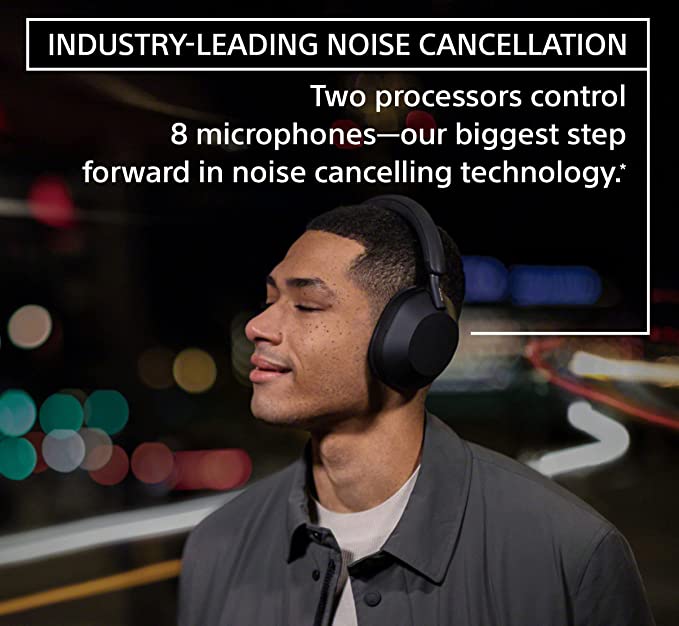 INDUSTRY-LEADING NOISE CANCELLATION
Two processors control
8 microphones—our biggest step
forward in noise cancelling technology.*